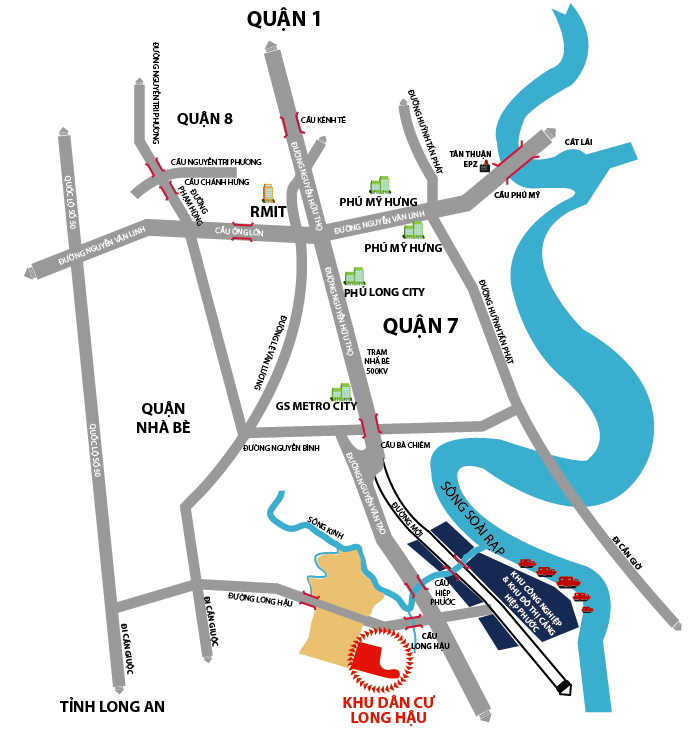 QUẬN 1
ĐƯỜNG NGUYỄN TRI PHƯƠNG
QUẬN 8
CẦU KÊNH TẺ
ĐƯỜNG HUỲNH TẤN PHÁT
CÁT LÁI
TÂN THUẬN
EPZ
CẦU NGUYỄN TRI PHƯƠNG
CẦU CHÁNH HƯNG
ĐƯỜNG NGUYỄN HỮU THỌ
QUỐC LỘ SỐ 50
ĐƯỜNG
PHẠM HÙNG
RMIT
PHÚ MỸ HƯNG
CẦU PHÚ MỸ
ĐƯỜNG NGUYỄN VĂN LINH
CẦU ÔNG LỚN
ĐƯỜNG NGUYỄN VĂN LINH
PHÚ MỸ HƯNG
PHÚ LONG CITY
ĐƯỜNG NGUYỄN HỮU THỌ
ĐƯỜNG HUỲNH TẤN PHÁT
QUẬN 7
ĐƯỜNG LÊ VĂN LƯƠNG
TRẠM
NHÀ BÈ
500KV
QUẬN
NHÀ BÈ
GS METRO CITY
QUỐC LỘ SỐ 50
ĐƯỜNG NGUYỄN BÌNH
CẦU BÀ CHIÊM
ĐƯỜNG NGUYỄN VĂN TẠO
SÔNG SOÀI RẠP
ĐƯỜNG MỚI
SÔNG KINH
ĐI CẦN GIỜ
CẦU
HIỆP
PHƯỚC
KHU CÔNG NGHIỆP
& KHU ĐÔ THỊ CẢNG
HIỆP PHƯỚC
ĐƯỜNG LONG HẬU
ĐI CẦN GIUỘC
ĐI CẦN GIUỘC
CẦU
LONG HẬU
TỈNH LONG AN
KHU DÂN CƯ
LONG HẬU